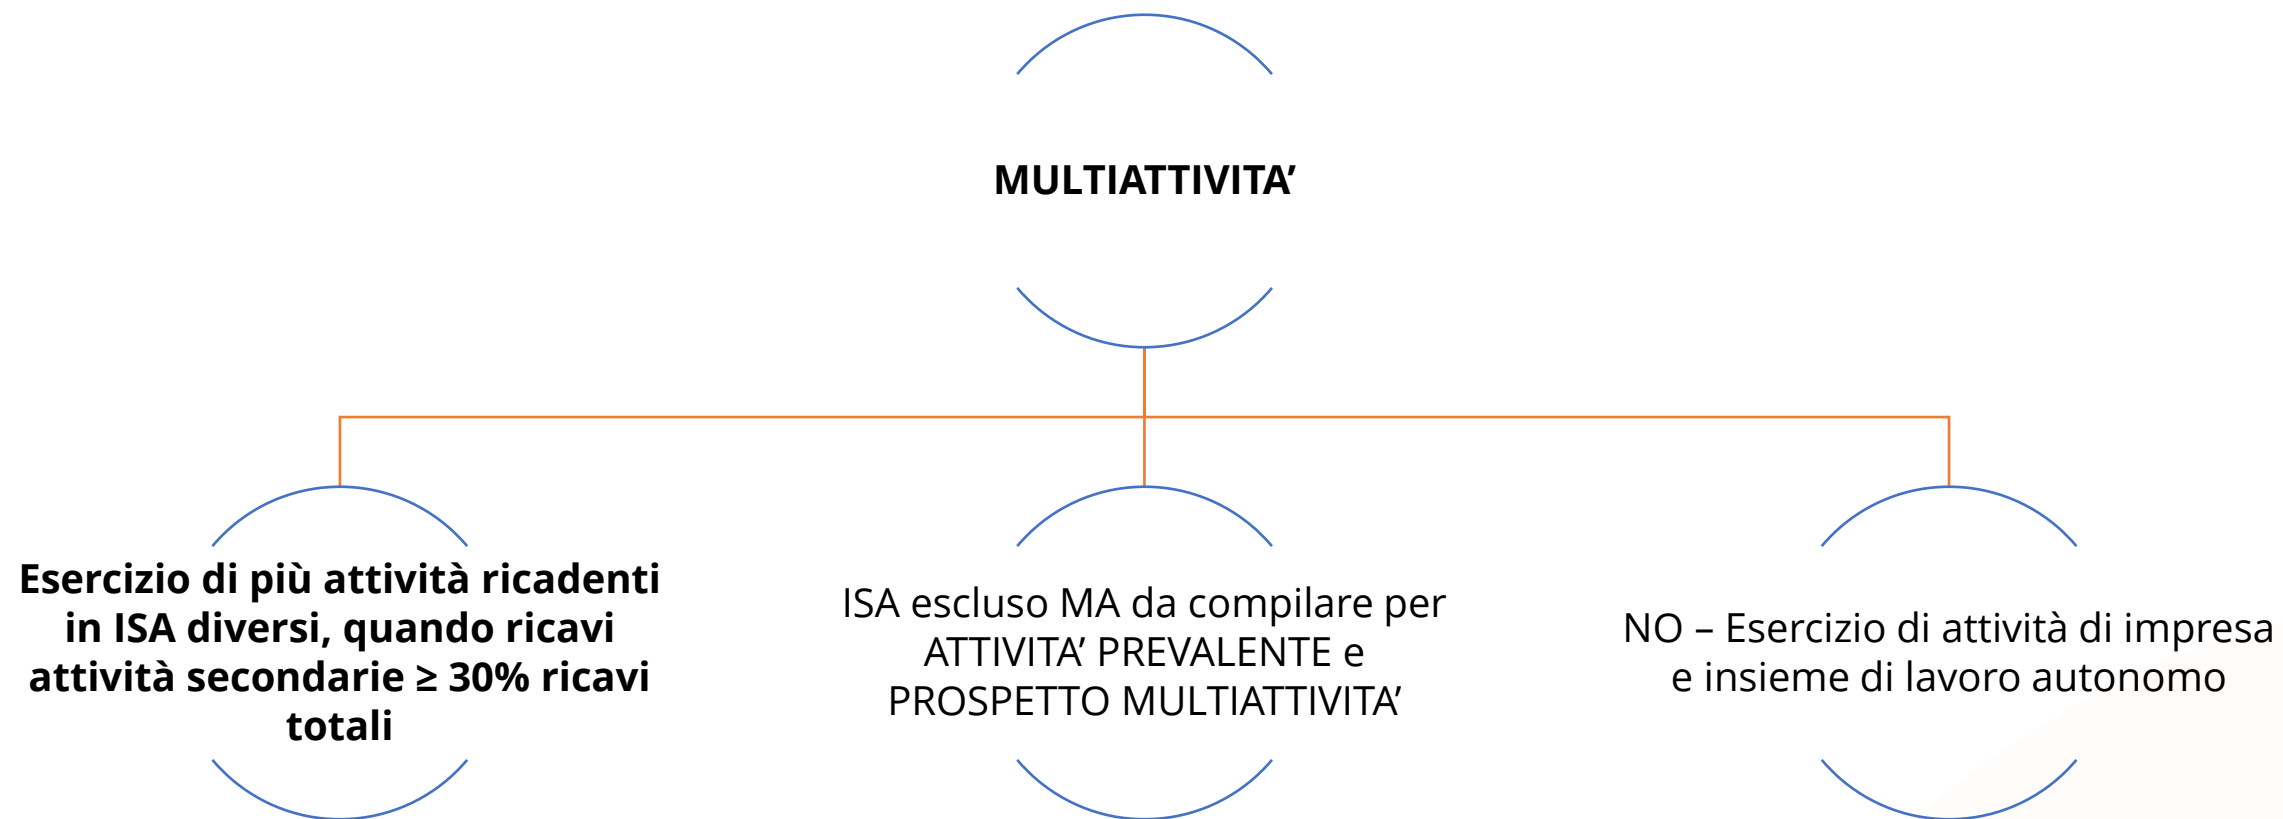 MULTIATTIVITA’
Esercizio di più attività ricadenti
in ISA diversi, quando ricavi
attività secondarie ≥ 30% ricavi
totali
ISA escluso MA da compilare per
ATTIVITA’ PREVALENTE e
PROSPETTO MULTIATTIVITA’
NO – Esercizio di attività di impresa
e insieme di lavoro autonomo